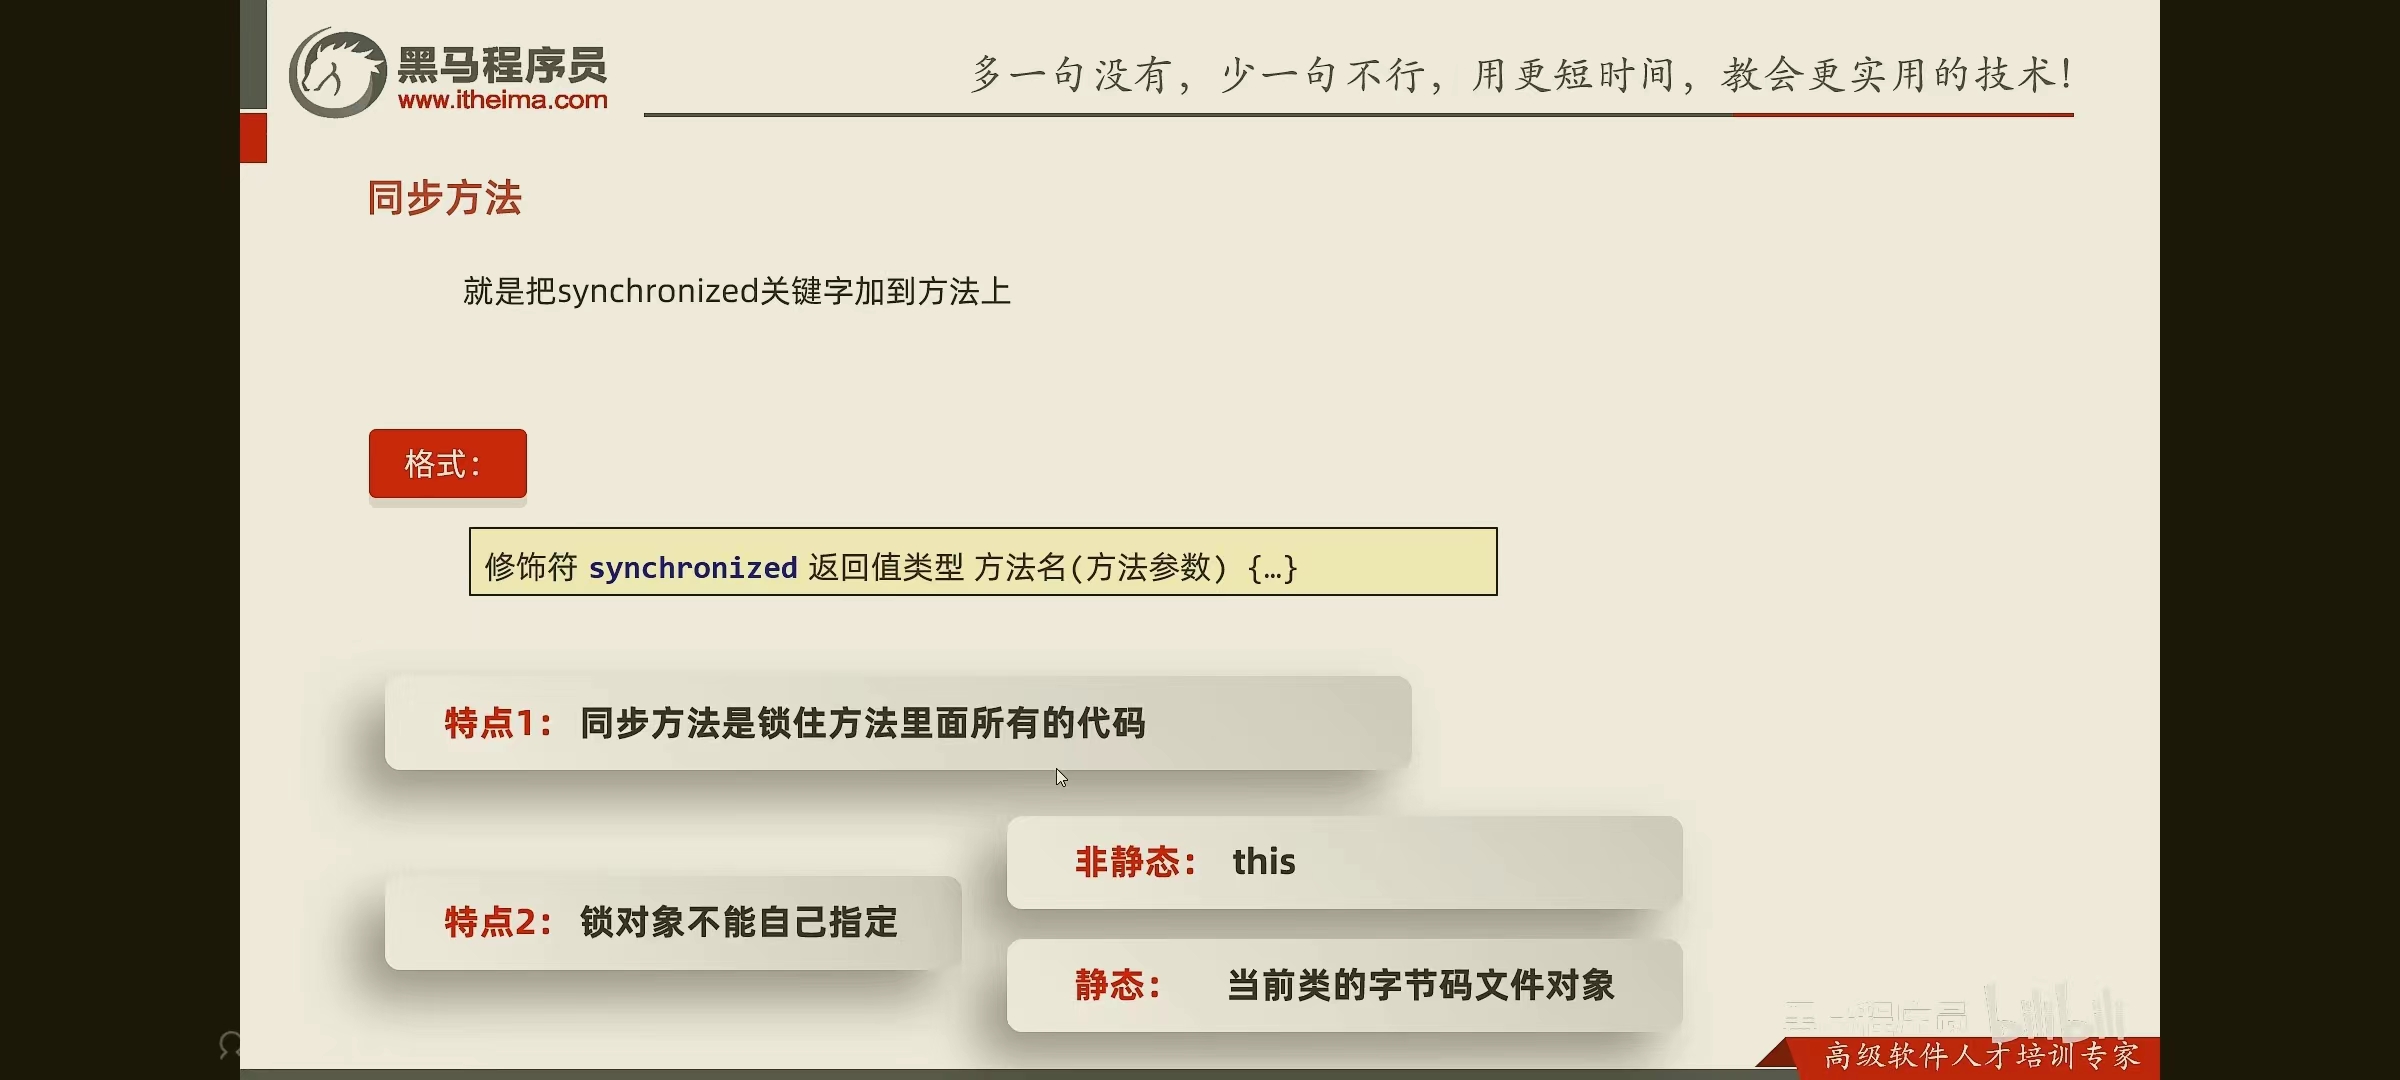 黑马程序员
www.itheima.com
多一句没有，少一句不行，用更短时间，教会更实用的技术！
同步方法
就是把synchronized关键字加到方法上
格式：
修饰符 synchronized 返回值类型 方法名(方法参数) {…}
特点1： 同步方法是锁住方法里面所有的代码
特点2： 锁对象不能自己指定
非静态： this
静态： 当前类的字节码文件对象
bilibili
高级软件人才培训专家